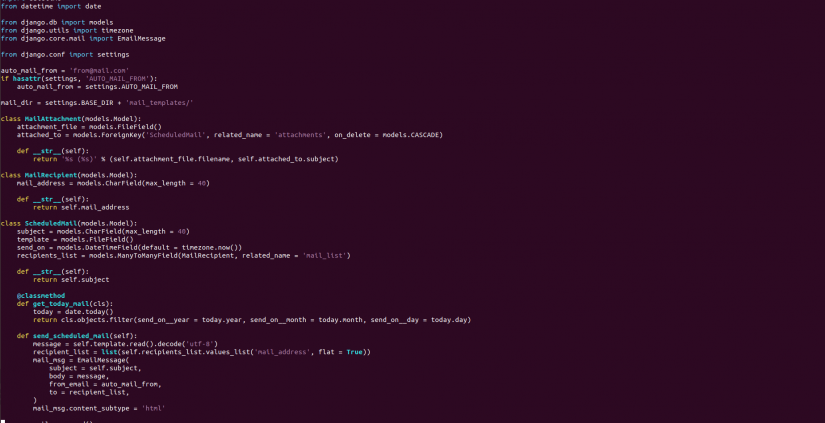 from datetime import date
from django.db import models
from django.utils import timezone
from django.core.mail import EmailMessage
from django.conf import settings
auto_mail_from = 'from@mail.com'
if hasattr(settings, 'AUTO_MAIL_FROM'):
auto_mail_from = settings.AUTO_MAIL_FROM
mail_dir = settings.BASE_DIR + 'mail_templates/'
class MailAttachment(models.Model):
attachment_file = models.FileField()
attached_to = models.ForeignKey('ScheduledMail', related_name = 'attachments', on_delete = models.CASCADE)
def __str__(self):
return '%s (%s)' % (self.attachment_file.filename, self.attached_to.subject)
class MailRecipient(models.Model):
mail_address = models.CharField(max_length = 40)
def __str__(self):
return self.mail_address
class ScheduledMail(models.Model):
subject = models.CharField(max_length = 40)
template = models.FileField()
send_on = models.DateTimeField(default = timezone.now())
recipients_list = models.ManyToManyField(MailRecipient, related_name = 'mail_list')
def __str__(self):
return self.subject
@classmethod
def get_today_mail(cls):
today = date.today()
return cls.objects.filter(send_on__year = today.year, send_on__month = today.month, send_on__day = today.day)
def send_scheduled_mail(self):
message = self.template.read().decode('utf-8')
recipient_list = list(self.recipients_list.values_list('mail_address', flat = True))
mail_msg = EmailMessage(
subject = self.subject,
body = message,
from_email = auto_mail_from,
to = recipient_list,
)
mail_msg.content_subtype = 'html'